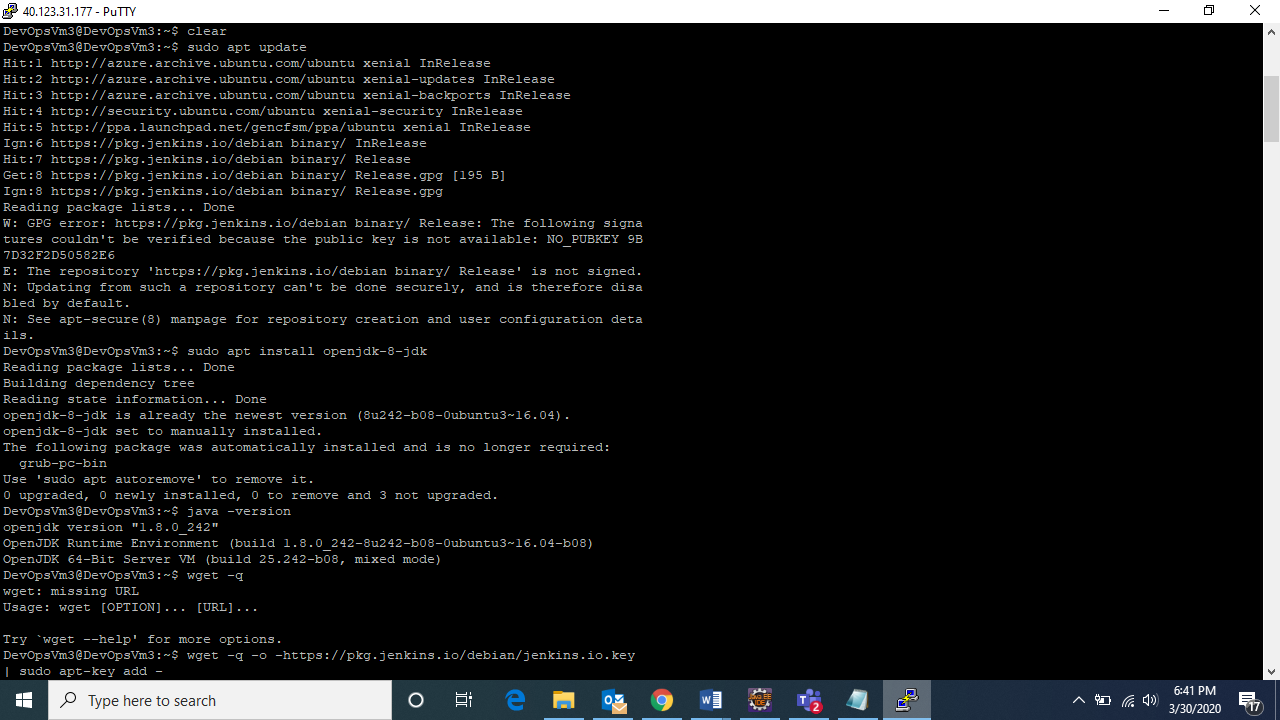 40.123.31.177 - PuTTY
DevOpsVm3@DevOpsVm3:~$ clear
DevOpsVm3@DevOpsVm3:~$ sudo apt update
Hit:1 http://azure.archive.ubuntu.com/ubuntu xenial InRelease
Hit:2 http://azure.archive.ubuntu.com/ubuntu xenial-updates InRelease
Hit:3 http://azure.archive.ubuntu.com/ubuntu xenial-backports InRelease
Hit:4 http://security.ubuntu.com/ubuntu xenial-security InRelease
Hit:5 http://ppa.launchpad.net/gencfsm/ppa/ubuntu xenial InRelease
Ign:6 https://pkg.jenkins.io/debian binary/ InRelease
Hit:7 https://pkg.jenkins.io/debian binary/ Release
Get:8 https://pkg.jenkins.io/debian binary/ Release.gpg [195 B]
Ign:8 https://pkg.jenkins.io/debian binary/ Release.gpg
Reading package lists... Done
W: GPG error: https://pkg.jenkins.io/debian binary/ Release: The following signa
tures couldn't be verified because the public key is not available: NO_PUBKEY 9B
7D32F2D50582E6
E: The repository 'https://pkg.jenkins.io/debian binary/ Release' is not signed.
N: Updating from such a repository can't be done securely, and is therefore disa
bled by default.
N: See apt-secure(8) manpage for repository creation and user configuration deta
ils.
DevOpsVm3@DevOpsVm3:~$ sudo apt install openjdk-8-jdk
Reading package lists... Done
Building dependency tree
Reading state information... Done
openjdk-8-jdk is already the newest version (8u242-b08-0ubuntu3~16.04).
openjdk-8-jdk set to manually installed.
The following package was automatically installed and is no longer required:
  grub-pc-bin
Use 'sudo apt autoremove' to remove it.
0 upgraded, 0 newly installed, 0 to remove and 3 not upgraded.
DevOpsVm3@DevOpsVm3:~$ java -version
openjdk version "1.8.0_242"
OpenJDK Runtime Environment (build 1.8.0_242-8u242-b08-0ubuntu3~16.04-b08)
OpenJDK 64-Bit Server VM (build 25.242-b08, mixed mode)
DevOpsVm3@DevOpsVm3:~$ wget -q
wget: missing URL
Usage: wget [OPTION]... [URL]...
Try `wget --help' for more options.
DevOpsVm3@DevOpsVm3:~$ wget -q -o -https://pkg.jenkins.io/debian/jenkins.io.key
| sudo apt-key add -
Type here to search
JAVA EE
IDE
2
6:41 PM
3/30/2020
17